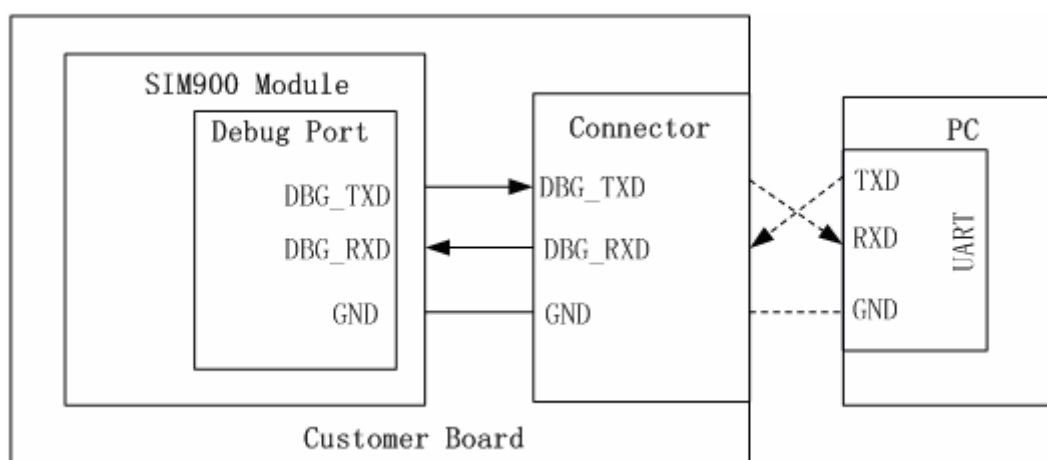 SIM900 Module
Debug Port
DBG_TXD
DBG_RXD
GND
Connector
DBG_TXD
DBG_RXD
GND
PC
TXD
RXD
GND
UART
Customer Board